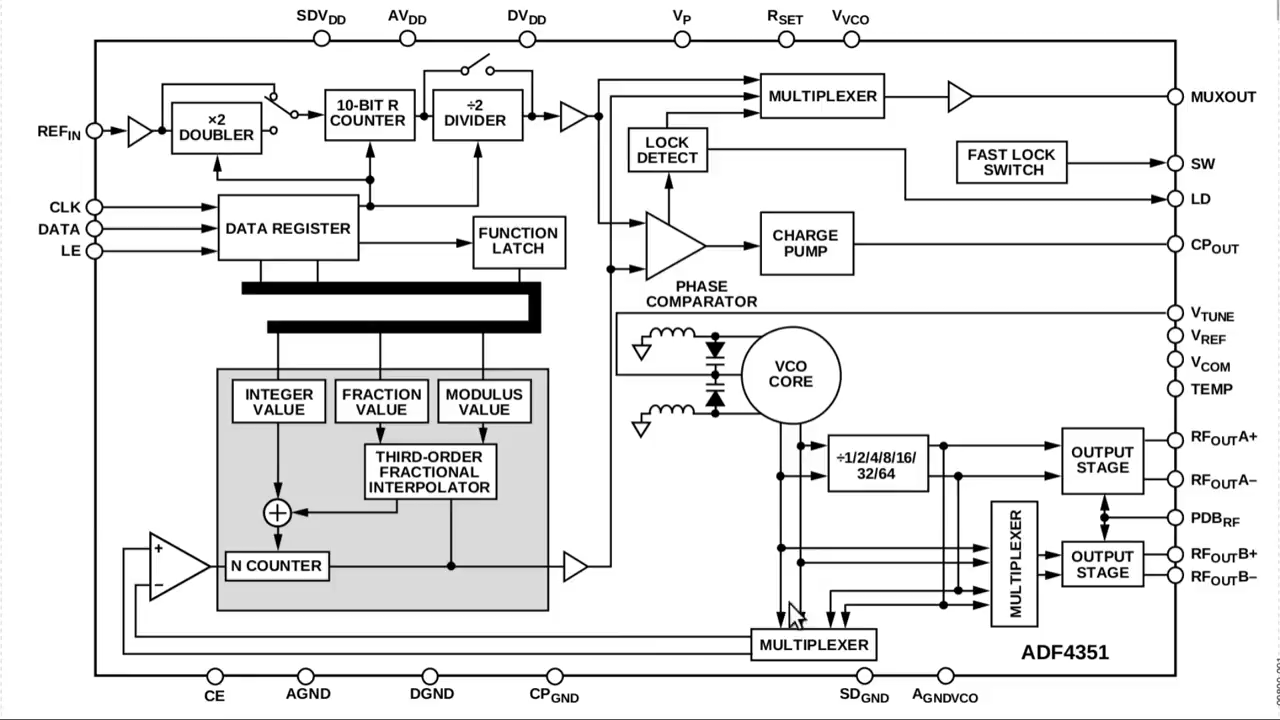 SDVDD AVDD DVDD VP RSET VVCO
REFIN
×2
DOUBLER
10-BIT R
COUNTER
÷2
DIVIDER
MULTIPLEXER
MUXOUT
LOCK
DETECT
FAST LOCK
SWITCH
SW
LD
CLK
DATA
LE
DATA REGISTER
FUNCTION
LATCH
CHARGE
PUMP
CPOUT
PHASE
COMPARATOR
VTUNE
VREF
VCOM
TEMP
VCO
CORE
INTEGER
VALUE
FRACTION
VALUE
MODULUS
VALUE
THIRD-ORDER
FRACTIONAL
INTERPOLATOR
+
N COUNTER
+
−
÷1/2/4/8/16/
32/64
OUTPUT
STAGE
RFOUTA+
RFOUTA−
PDBRF
MULTIPLEXER
OUTPUT
STAGE
RFOUTB+
RFOUTB−
MULTIPLEXER
ADF4351
CE AGND DGND CPGND SDGND AGNDVCO